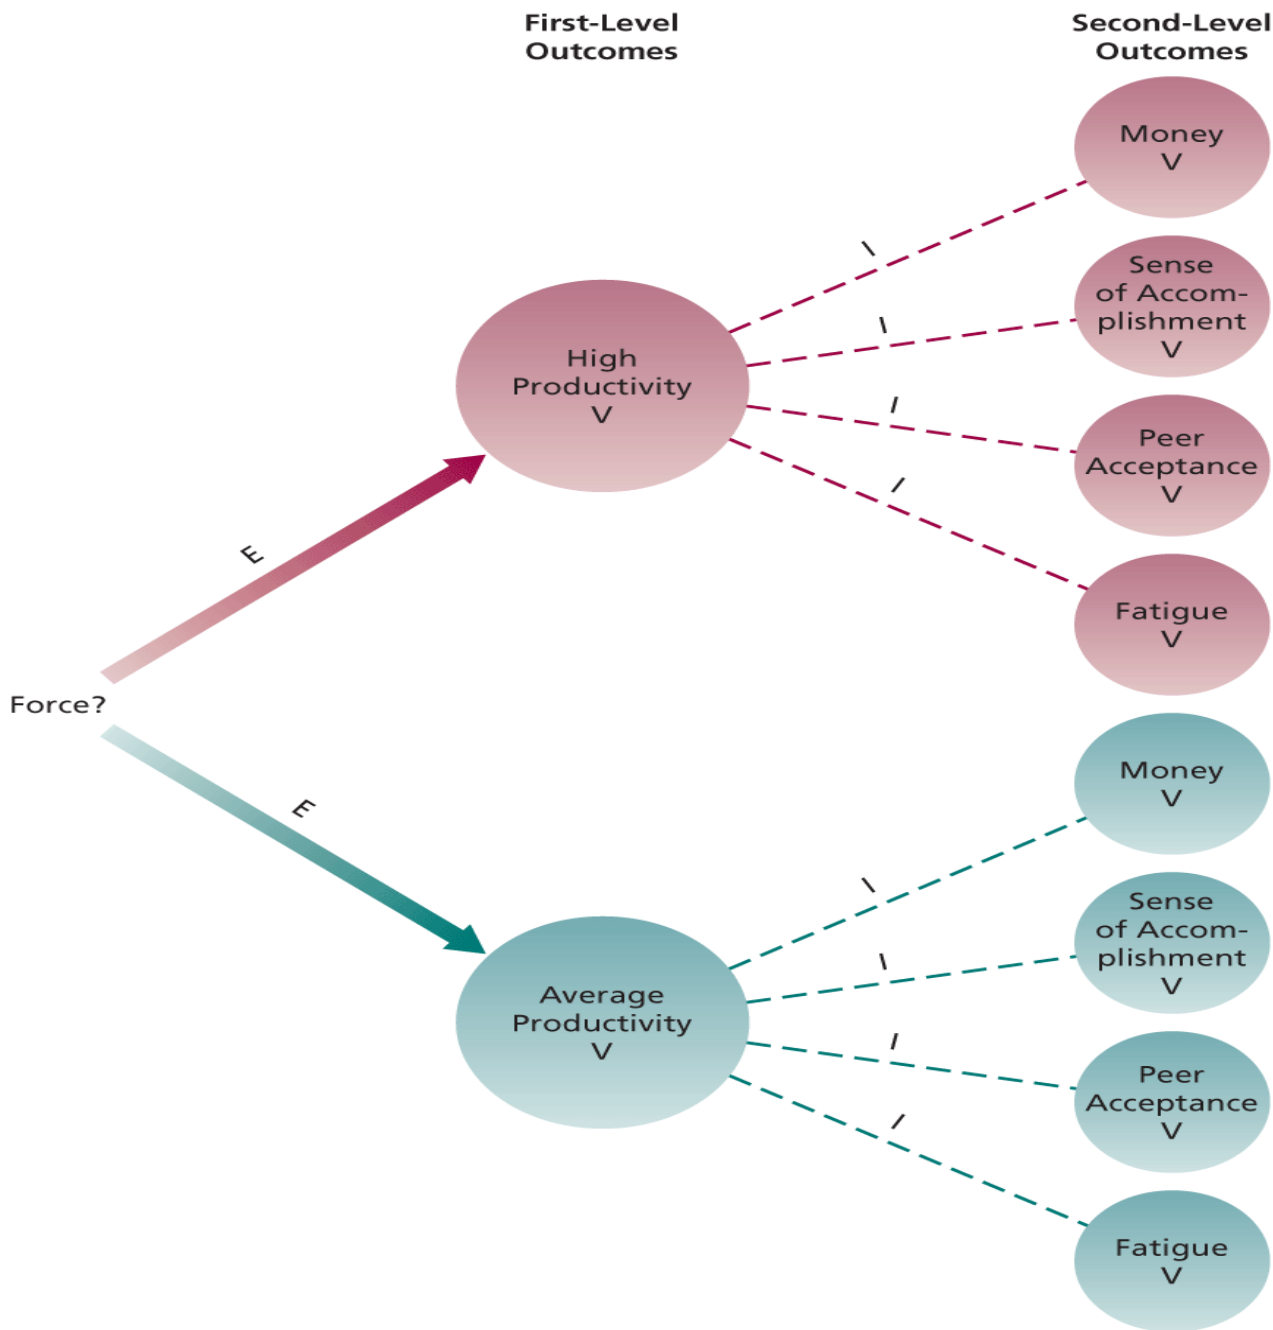 First-Level
Outcomes
Second-Level
Outcomes
Money
V
I
Sense
of Accom-
plishment
V
I
High
Productivity
V
I
Peer
Acceptance
V
I
Fatigue
V
E
Force?
E
Money
V
I
Sense
of Accom-
plishment
V
I
Average
Productivity
V
I
Peer
Acceptance
V
I
Fatigue
V